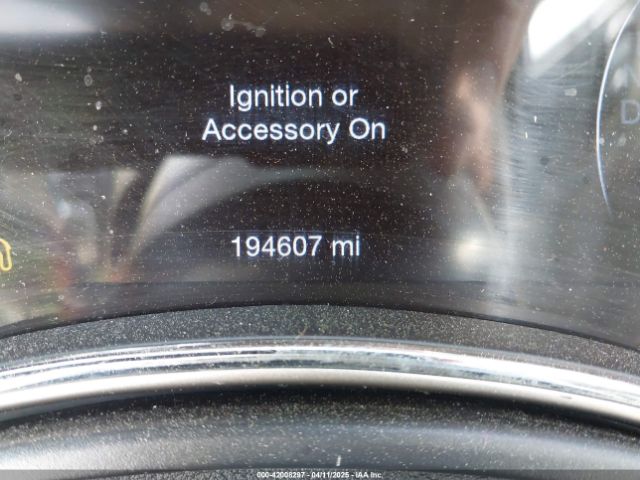 Ignition or
Accessory On
D
194607 mi
000-42008297 - 04/11/2025 - IAA Inc.